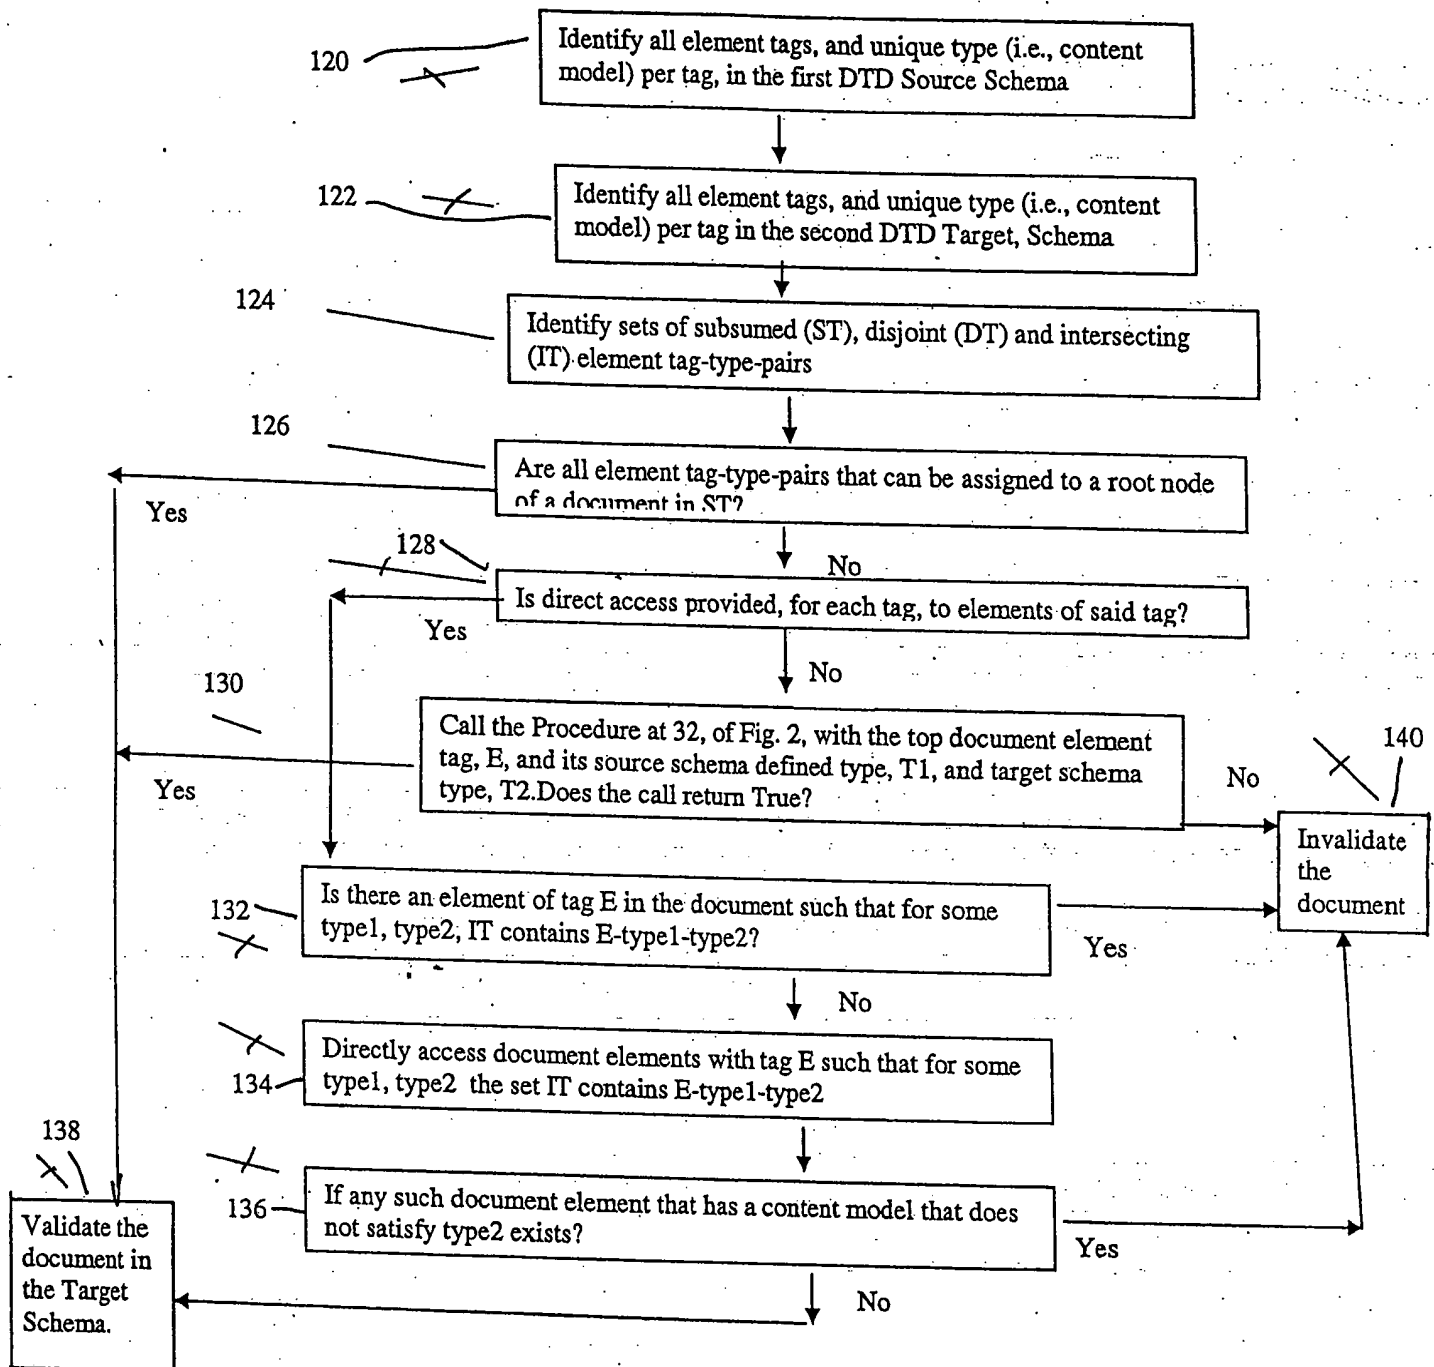 120
Identify all element tags, and unique type (i.e., content
model) per tag, in the first DTD Source Schema
122
Identify all element tags, and unique type (i.e., content
model) per tag in the second DTD Target, Schema
124
Identify sets of subsumed (ST), disjoint (DT) and intersecting
(IT) element tag-type-pairs
126
Are all element tag-type-pairs that can be assigned to a root node
of a document in ST?
Yes
No
128
Is direct access provided, for each tag, to elements of said tag?
Yes
No
130
Call the Procedure at 32, of Fig. 2, with the top document element
tag, E, and its source schema defined type, T1, and target schema
type, T2.Does the call return True?
Yes
No
140
Invalidate
the
document
132
Is there an element of tag E in the document such that for some
type1, type2, IT contains E-type1-type2?
Yes
No
134
Directly access document elements with tag E such that for some
type1, type2 the set IT contains E-type1-type2
136
If any such document element that has a content model that does
not satisfy type2 exists?
Yes
No
138
Validate the
document in
the Target
Schema.